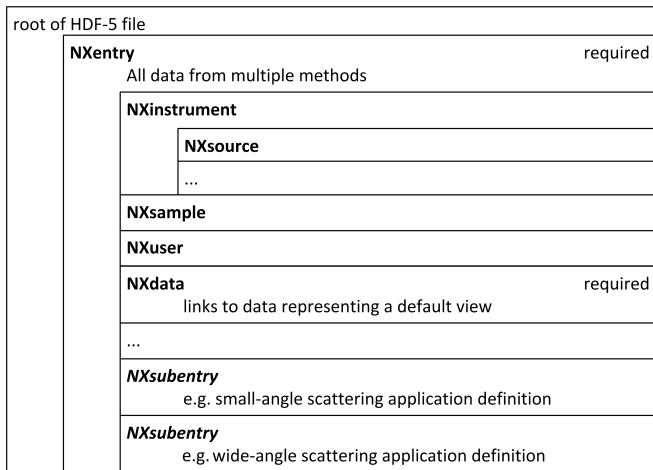 root of HDF-5 file
NXentry required
All data from multiple methods
NXinstrument
NXsource
...
NXsample
NXuser
NXdata required
links to data representing a default view
...
NXsubentry
e.g. small-angle scattering application definition
NXsubentry
e.g. wide-angle scattering application definition